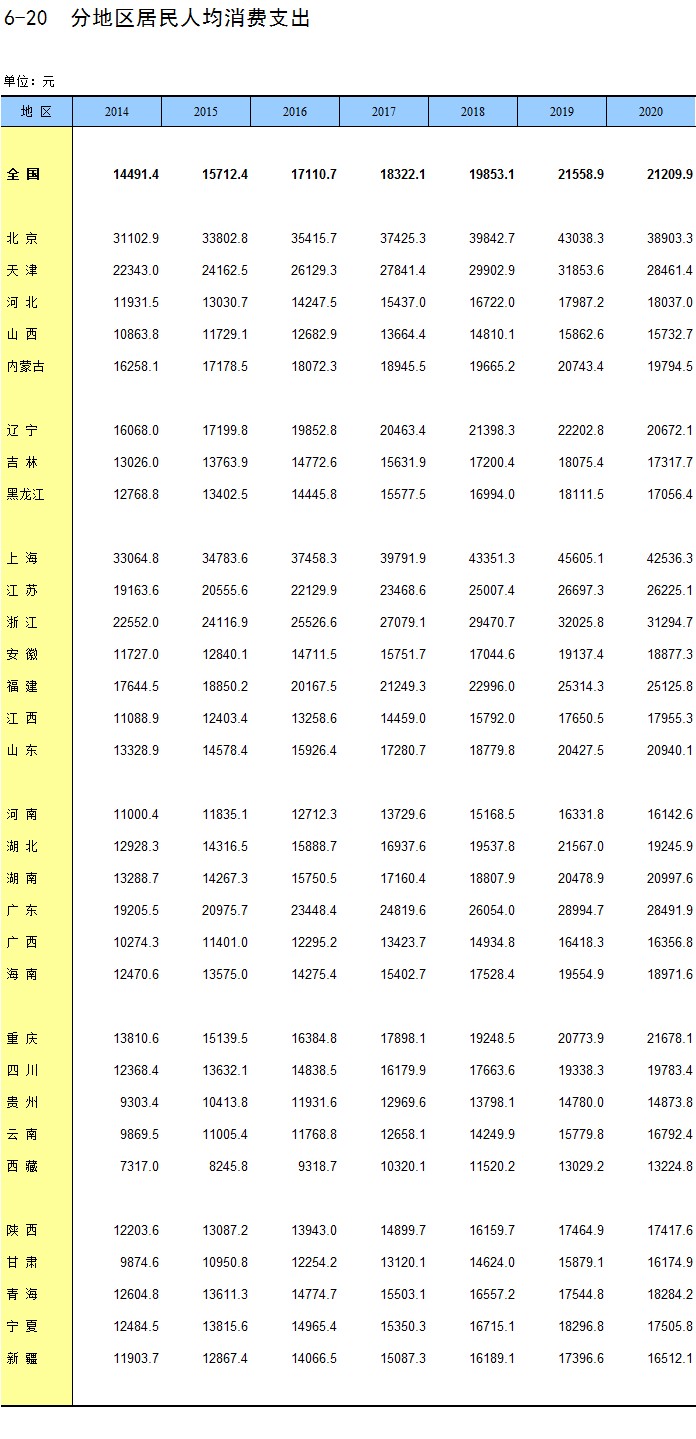 6-20 分地区居民人均消费支出
单位：元
地 区 2014 2015 2016 2017 2018 2019 2020
全 国 14491.4 15712.4 17110.7 18322.1 19853.1 21558.9 21209.9
北 京 31102.9 33802.8 35415.7 37425.3 39842.7 43038.3 38903.3
天 津 22343.0 24162.5 26129.3 27841.4 29902.9 31853.6 28461.4
河 北 11931.5 13030.7 14247.5 15437.0 16722.0 17987.2 18037.0
山 西 10863.8 11729.1 12682.9 13664.4 14810.1 15862.6 15732.7
内蒙古 16258.1 17178.5 18072.3 18945.5 19665.2 20743.4 19794.5
辽 宁 16068.0 17199.8 19852.8 20463.4 21398.3 22202.8 20672.1
吉 林 13026.0 13763.9 14772.6 15631.9 17200.4 18075.4 17317.7
黑龙江 12768.8 13402.5 14445.8 15577.5 16994.0 18111.5 17056.4
上 海 33064.8 34783.6 37458.3 39791.9 43351.3 45605.1 42536.3
江 苏 19163.6 20555.6 22129.9 23468.6 25007.4 26697.3 26225.1
浙 江 22552.0 24116.9 25526.6 27079.1 29470.7 32025.8 31294.7
安 徽 11727.0 12840.1 14711.5 15751.7 17044.6 19137.4 18877.3
福 建 17644.5 18850.2 20167.5 21249.3 22996.0 25314.3 25125.8
江 西 11088.9 12403.4 13258.6 14459.0 15792.0 17650.5 17955.3
山 东 13328.9 14578.4 15926.4 17280.7 18779.8 20427.5 20940.1
河 南 11000.4 11835.1 12712.3 13729.6 15168.5 16331.8 16142.6
湖 北 12928.3 14316.5 15888.7 16937.6 19537.8 21567.0 19245.9
湖 南 13288.7 14267.3 15750.5 17160.4 18807.9 20478.9 20997.6
广 东 19205.5 20975.7 23448.4 24819.6 26054.0 28994.7 28491.9
广 西 10274.3 11401.0 12295.2 13423.7 14934.8 16418.3 16356.8
海 南 12470.6 13575.0 14275.4 15402.7 17528.4 19554.9 18971.6
重 庆 13810.6 15139.5 16384.8 17898.1 19248.5 20773.9 21678.1
四 川 12368.4 13632.1 14838.5 16179.9 17663.6 19338.3 19783.4
贵 州 9303.4 10413.8 11931.6 12969.6 13798.1 14780.0 14873.8
云 南 9869.5 11005.4 11768.8 12658.1 14249.9 15779.8 16792.4
西 藏 7317.0 8245.8 9318.7 10320.1 11520.2 13029.2 13224.8
陕 西 12203.6 13087.2 13943.0 14899.7 16159.7 17464.9 17417.6
甘 肃 9874.6 10950.8 12254.2 13120.1 14624.0 15879.1 16174.9
青 海 12604.8 13611.3 14774.7 15503.1 16557.2 17544.8 18284.2
宁 夏 12484.5 13815.6 14965.4 15350.3 16715.1 18296.8 17505.8
新 疆 11903.7 12867.4 14066.5 15087.3 16189.1 17396.6 16512.1